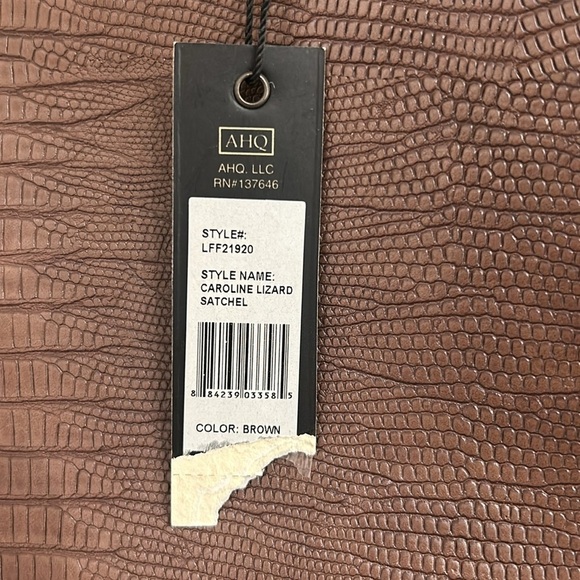 AHQ
AHQ. LLC
RN#137646
STYLE#:
LFF21920
STYLE NAME:
CAROLINE LIZARD
SATCHEL
8 84239 03358 5
COLOR: BROWN